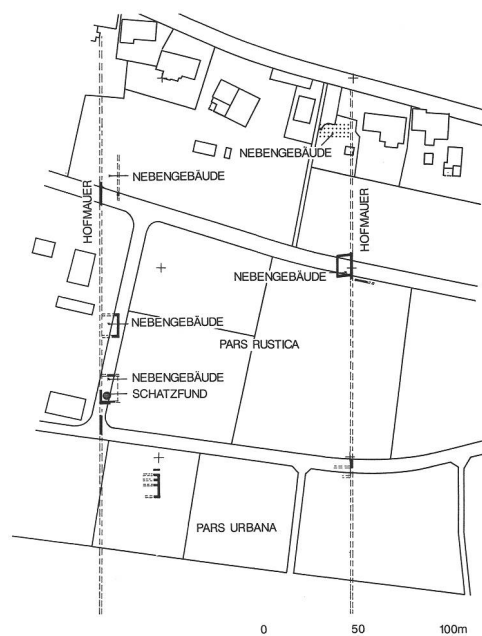 NEBENGEBÄUDE
NEBENGEBÄUDE
HOFMAUER
HOFMAUER
NEBENGEBÄUDE
NEBENGEBÄUDE
PARS RUSTICA
NEBENGEBÄUDE
SCHATZFUND
PARS URBANA
0 50 100m